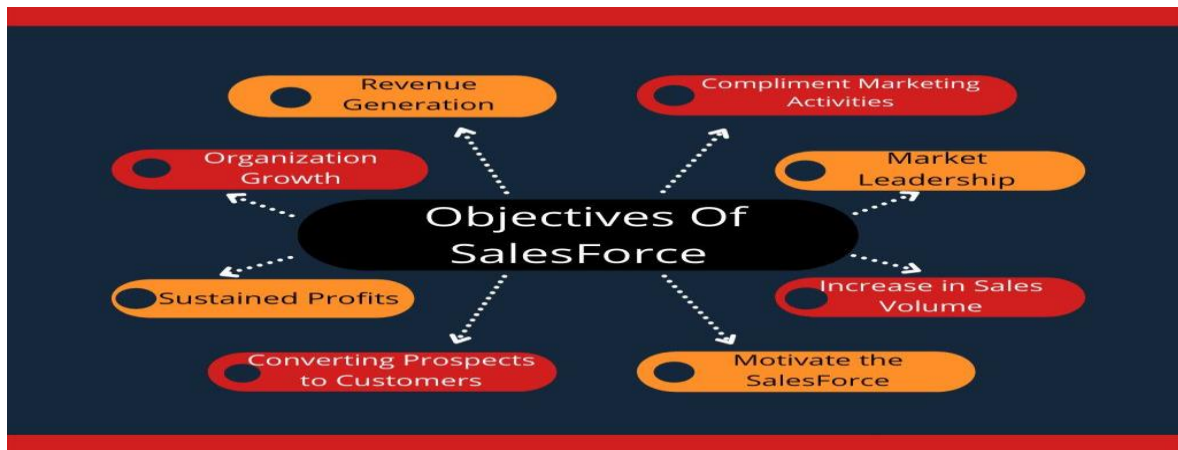 Revenue
Generation
Compliment Marketing
Activities
Organization
Growth
Market
Leadership
Objectives Of
SalesForce
Sustained Profits
Increase in Sales
Volume
Converting Prospects
to Customers
Motivate the
SalesForce